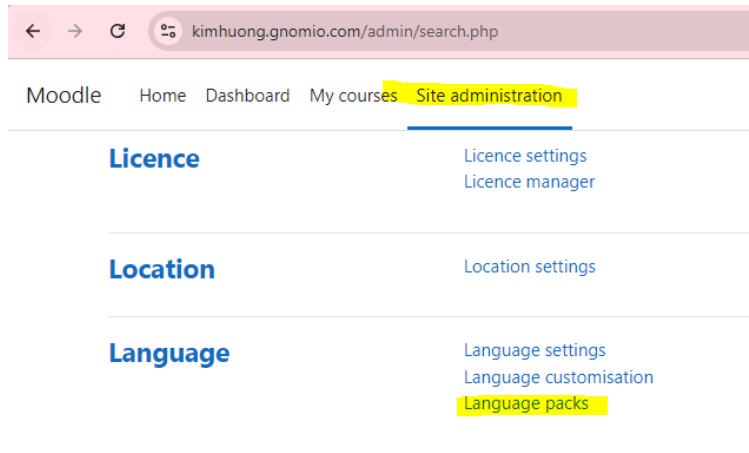 kimhuong.gnomio.com/admin/search.php
Moodle Home Dashboard My courses Site administration
Licence Licence settings
Licence manager
Location Location settings
Language Language settings
Language customisation
Language packs